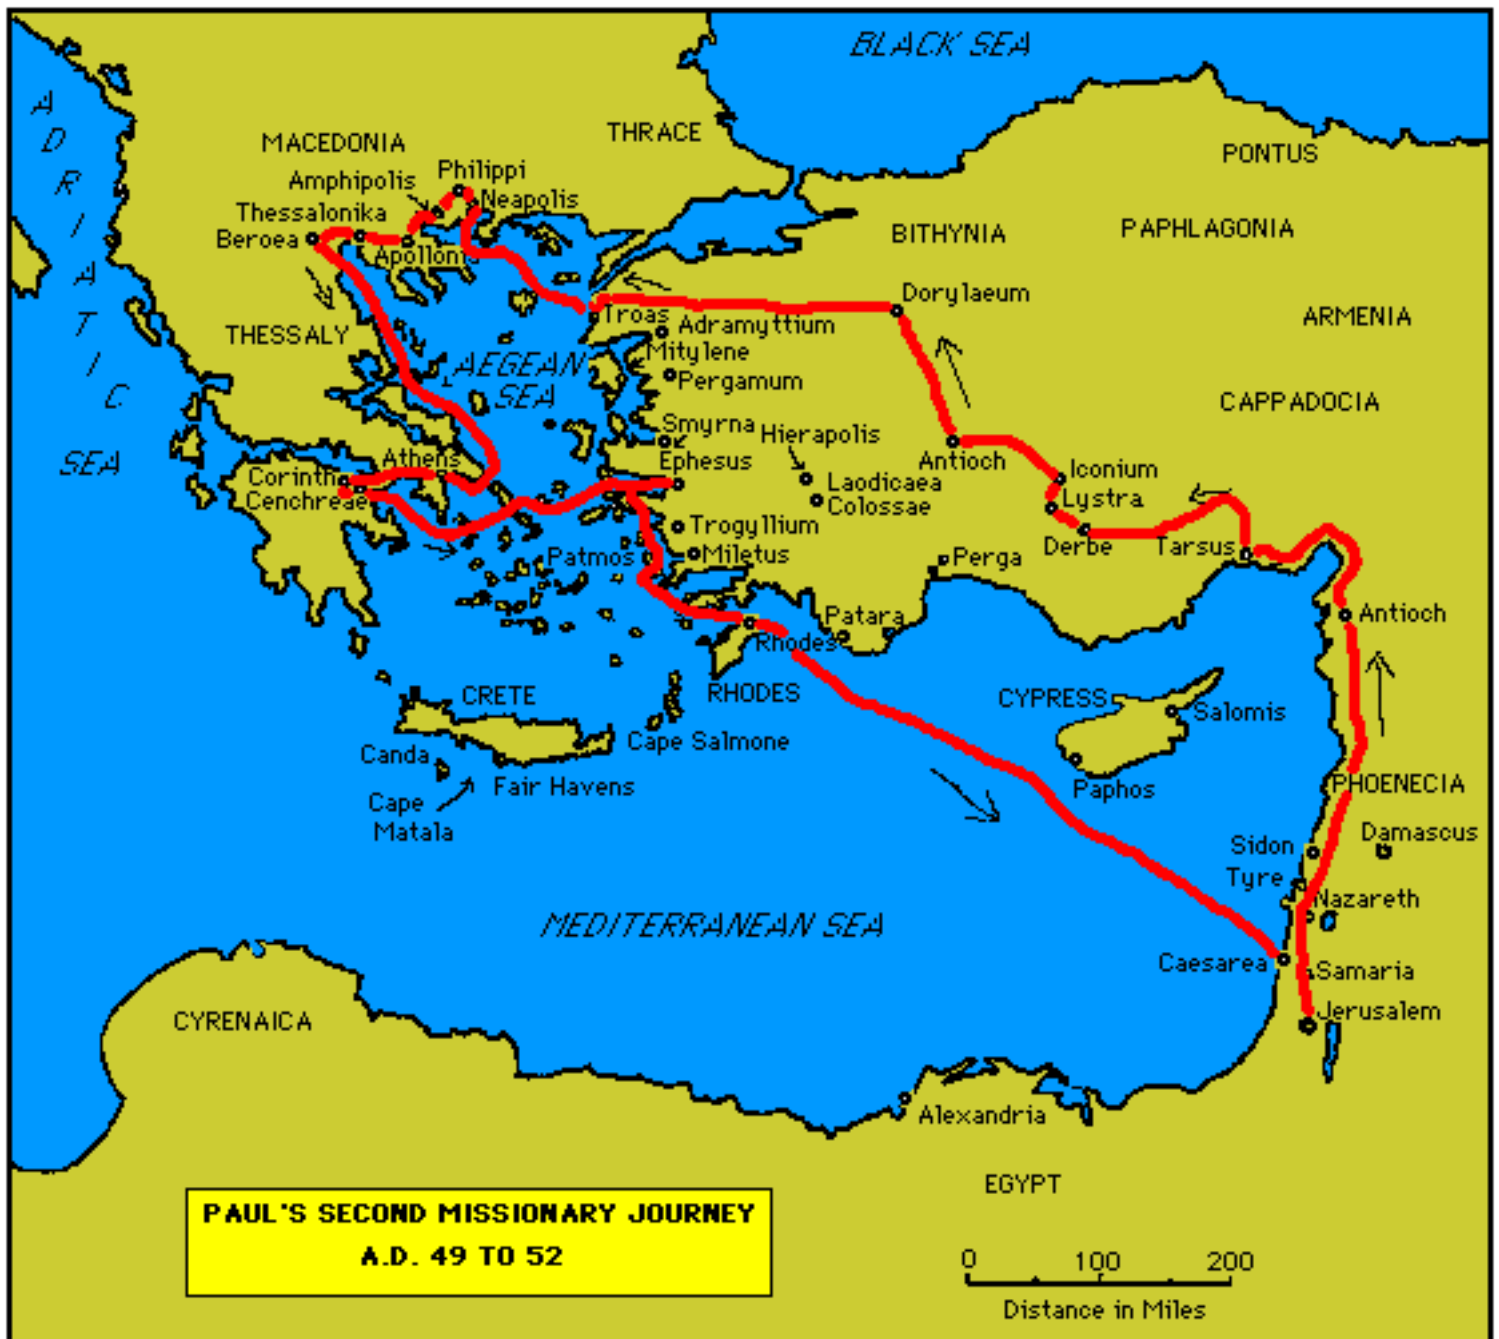 BLACK SEA
ADRIATIC
SEA
MACEDONIA
THRACE
PONTUS
Philippi
Amphipolis
Neapolis
Thessalonika
Beroea
Apollonia
BITHYNIA
PAPHLAGONIA
Dorylaeum
ARMENIA
Troas
Adramyttium
THESSALY
Mitylene
AEGEAN
SEA
Pergamum
CAPPADOCIA
Smyrna
Hierapolis
Athens
Ephesus
Antioch
Iconium
Corinth
Cenchreae
Laodicaea
Colossae
Lystra
Trogyllium
Derbe
Tarsus
Patmos
Miletus
Perga
Patara
Antioch
Rhodes
CRETE
RHODES
CYPRESS
Salomis
Canda
Cape Salmone
Fair Havens
Paphos
PHOENECIA
Cape
Matala
Sidon
Damascus
Tyre
Nazareth
MEDITERRANEAN SEA
Caesarea
Samaria
CYRENAICA
Jerusalem
Alexandria
EGYPT
PAUL'S SECOND MISSIONARY JOURNEY
A.D. 49 TO 52
0 100 200
Distance in Miles